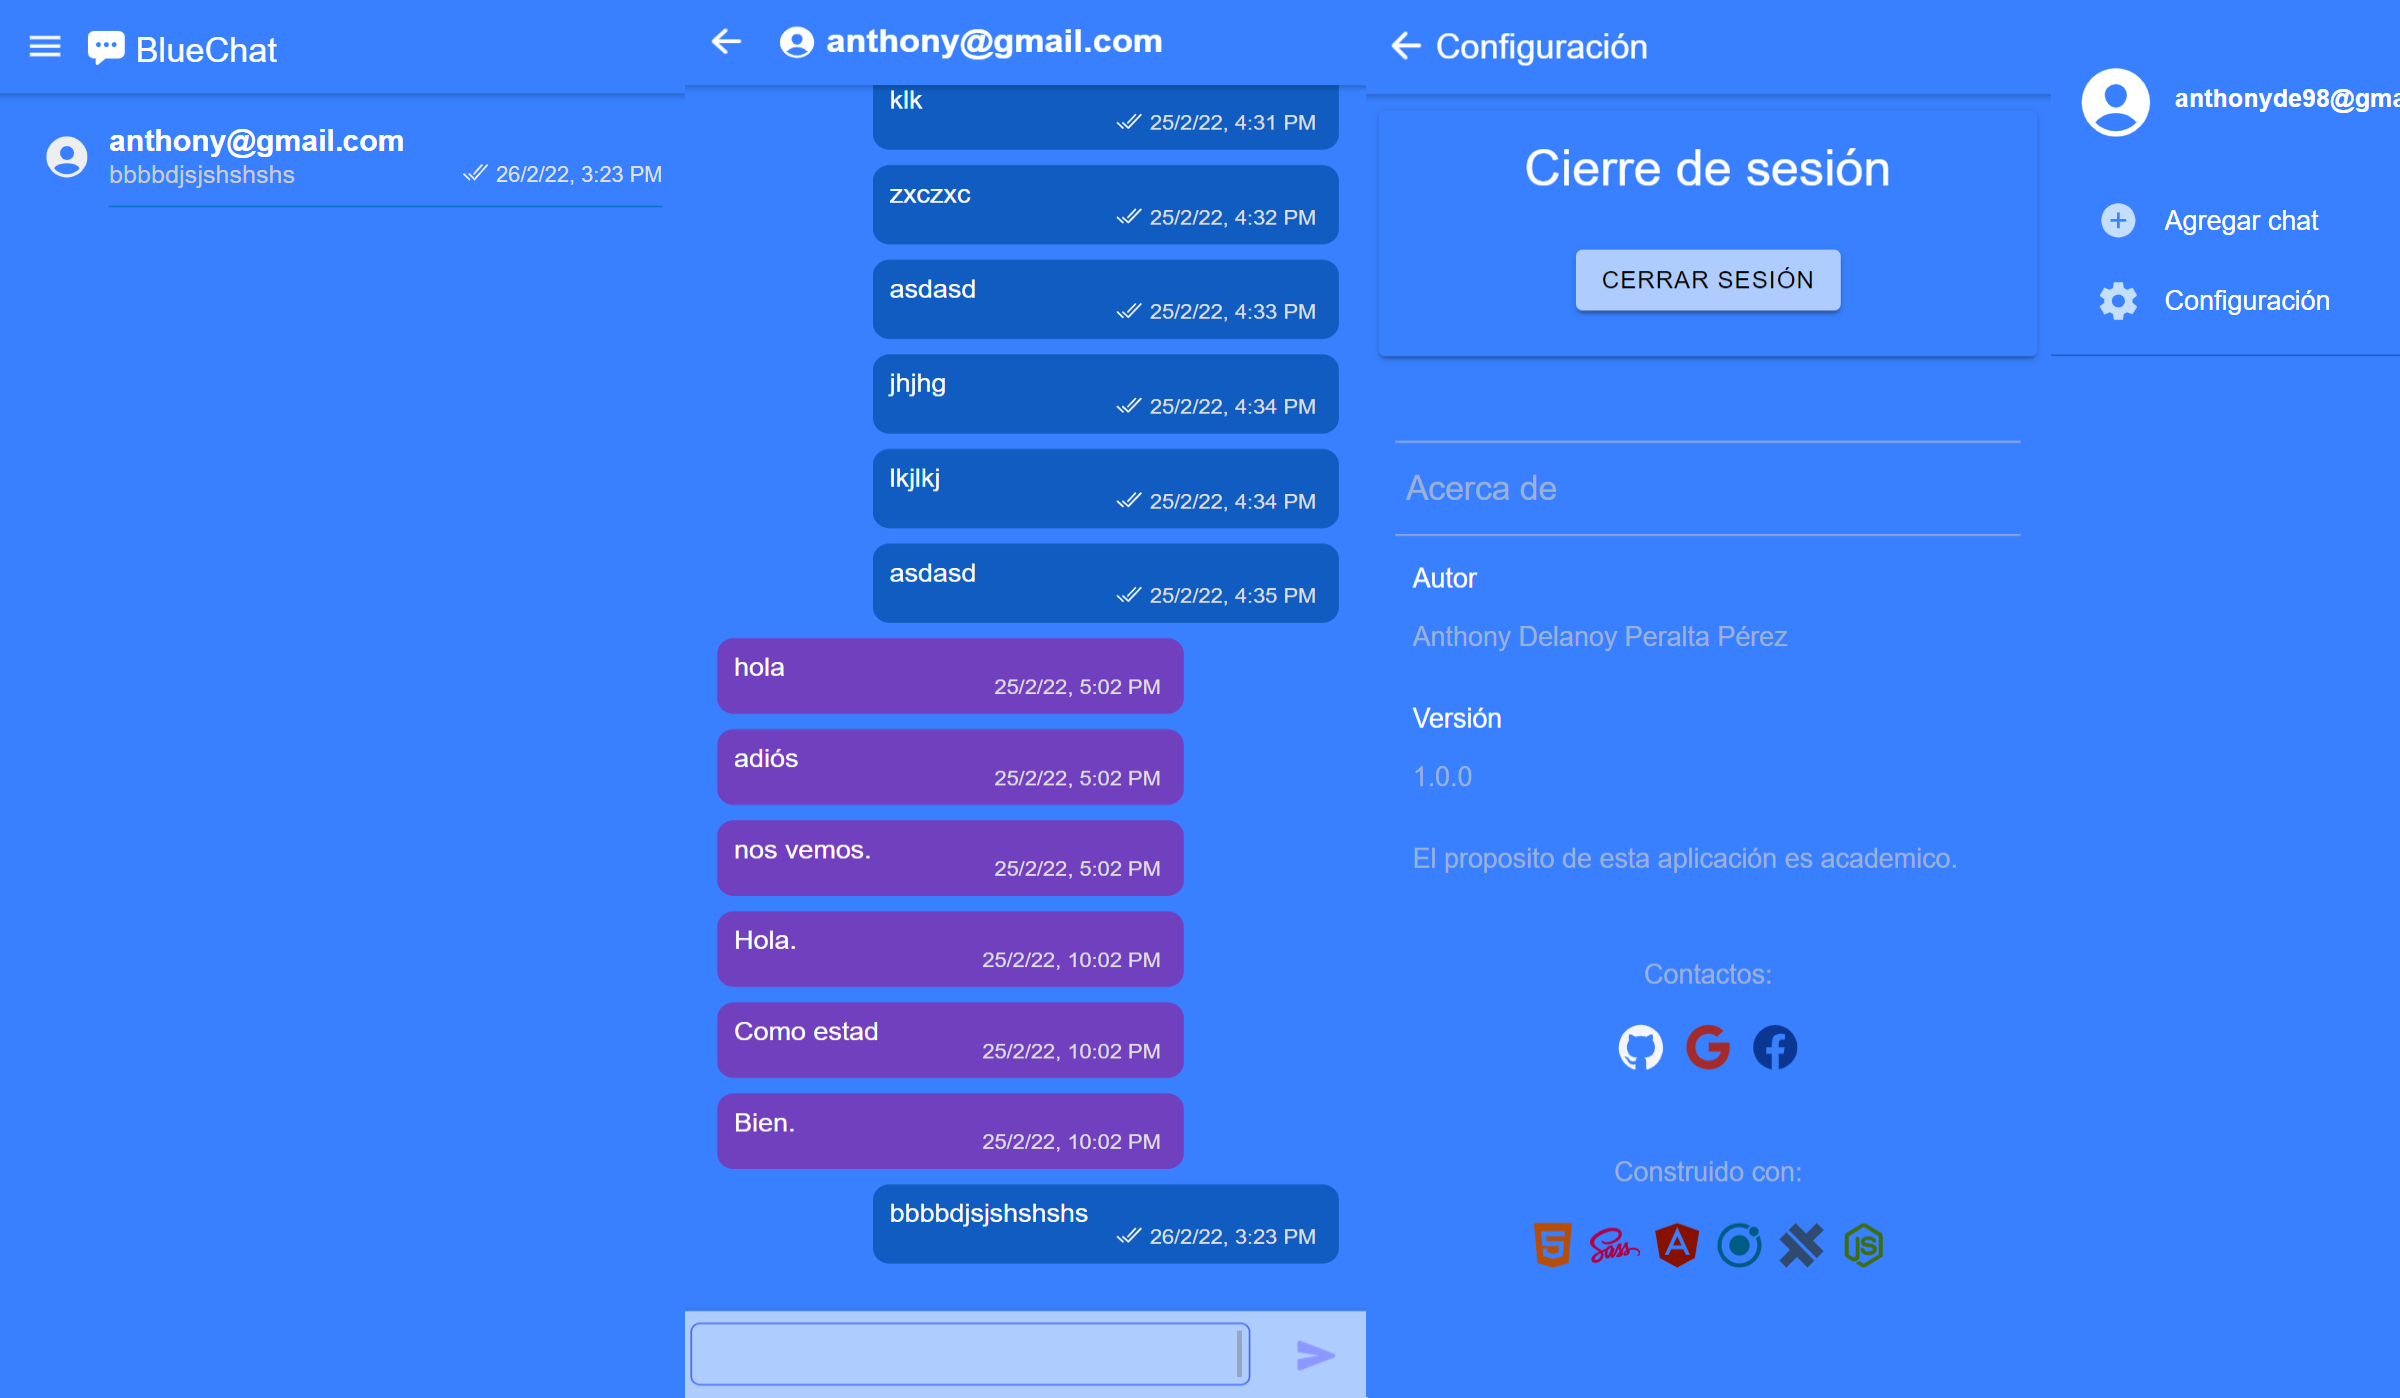 BlueChat
anthony@gmail.com
bbbbdjsjshshshs
26/2/22, 3:23 PM
anthony@gmail.com
klk
25/2/22, 4:31 PM
zxczxc
25/2/22, 4:32 PM
asdasd
25/2/22, 4:33 PM
jhjhg
25/2/22, 4:34 PM
lkjlkj
25/2/22, 4:34 PM
asdasd
25/2/22, 4:35 PM
hola
25/2/22, 5:02 PM
adiós
25/2/22, 5:02 PM
nos vemos.
25/2/22, 5:02 PM
Hola.
25/2/22, 10:02 PM
Como estad
25/2/22, 10:02 PM
Bien.
25/2/22, 10:02 PM
bbbbdjsjshshshs
26/2/22, 3:23 PM
Configuración
Cierre de sesión
CERRAR SESIÓN
Acerca de
Autor
Anthony Delanoy Peralta Pérez
Versión
1.0.0
El proposito de esta aplicación es academico.
Contactos:
Construido con:
Sass
anthonyde98@gma
Agregar chat
Configuración